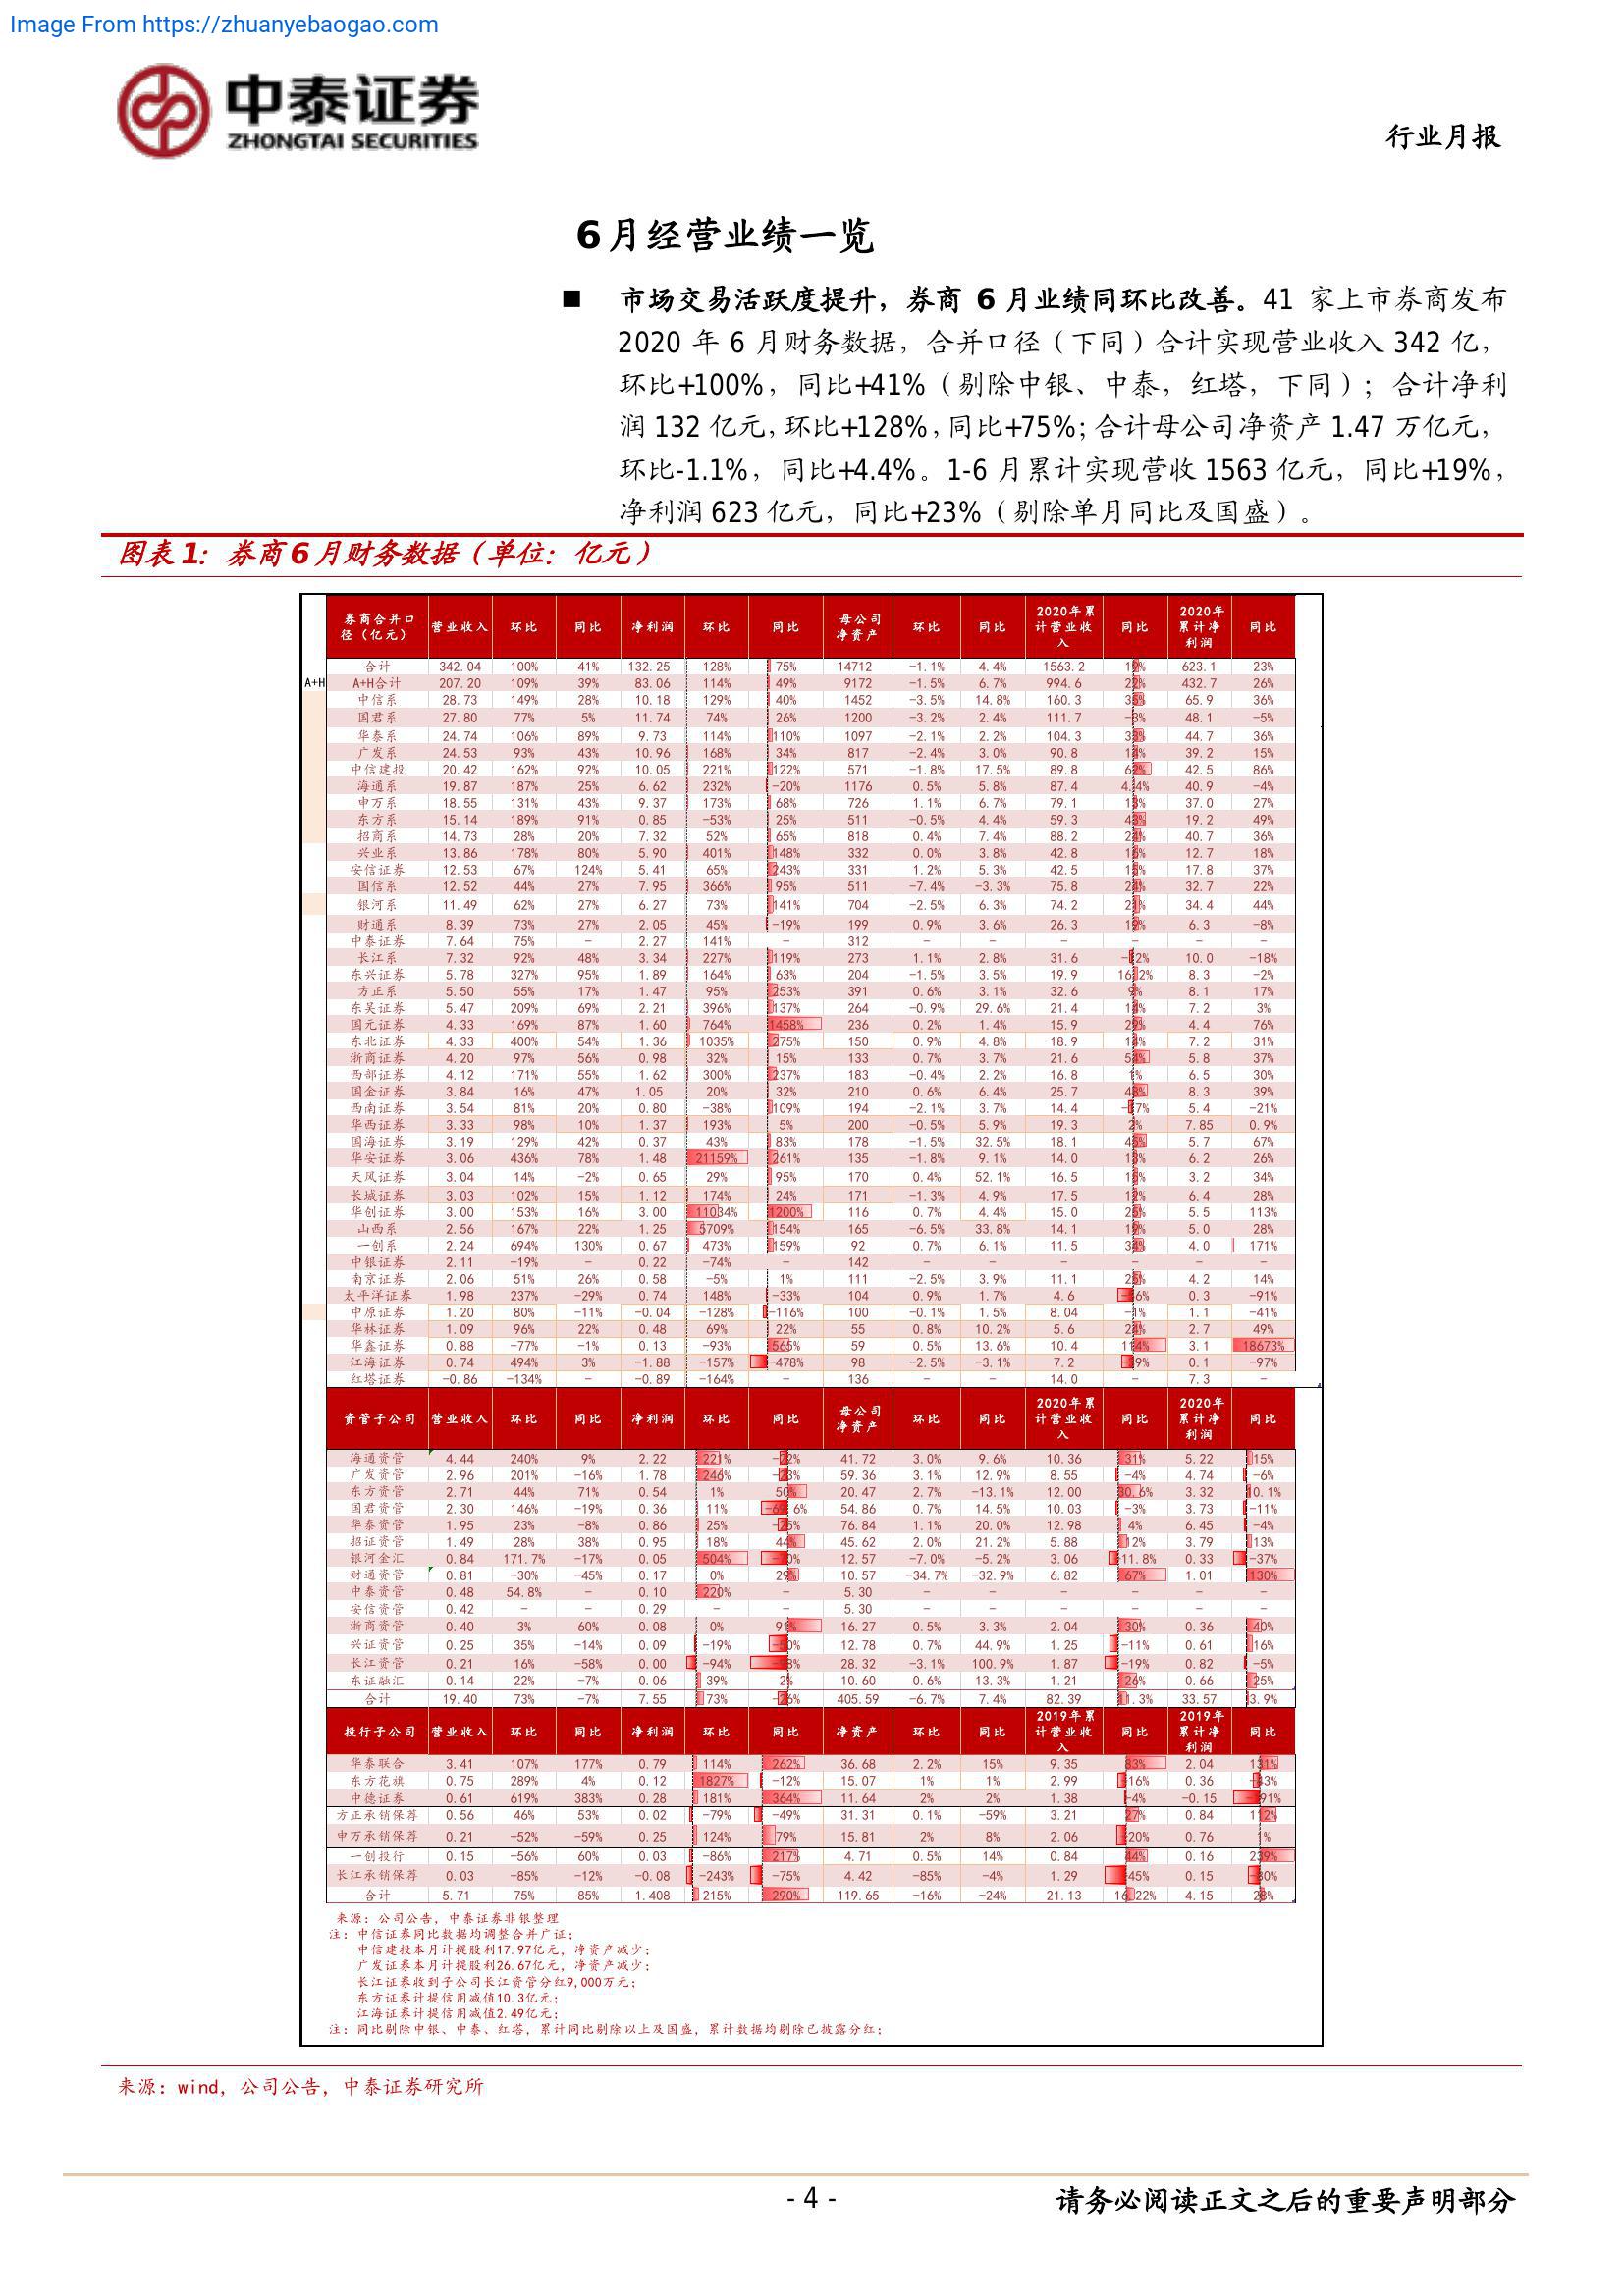 Image From https://zhuanyebaogao.com
中泰证券
ZHONGTAI SECURITIES
行业月报
6月经营业绩一览
■ 市场交易活跃度提升，券商 6 月业绩同环比改善。41 家上市券商发布
2020 年 6 月财务数据，合并口径（下同）合计实现营业收入 342 亿，
环比+100%，同比+41%（剔除中银、中泰，红塔，下同）；合计净利
润 132 亿元，环比+128%，同比+75%；合计母公司净资产 1.47 万亿元，
环比-1.1%，同比+4.4%。1-6 月累计实现营收 1563 亿元，同比+19%，
净利润 623 亿元，同比+23%（剔除单月同比及国盛）。
图表 1：券商 6 月财务数据（单位：亿元）
券商合并口径（亿元） 营业收入 环比 同比 净利润 环比 同比 母公司净资产 环比 同比 2020年累计营业收入 同比 2020年累计净利润 同比
合计 342.04 100% 41% 132.25 128% 75% 14712 -1.1% 4.4% 1563.2 19% 623.1 23%
A+H A+H合计 207.20 109% 39% 83.06 114% 49% 9172 -1.5% 6.7% 994.6 22% 432.7 26%
中信系 28.73 149% 28% 10.18 129% 40% 1452 -3.5% 14.8% 160.3 35% 65.9 36%
国君系 27.80 77% 5% 11.74 74% 26% 1200 -3.2% 2.4% 111.7 -3% 48.1 -5%
华泰系 24.74 106% 89% 9.73 114% 110% 1097 -2.1% 2.2% 104.3 33% 44.7 36%
广发系 24.53 93% 43% 10.96 168% 34% 817 -2.4% 3.0% 90.8 14% 39.2 15%
中信建投 20.42 162% 92% 10.05 221% 122% 571 -1.8% 17.5% 89.8 62% 42.5 86%
海通系 19.87 187% 25% 6.62 232% -20% 1176 0.5% 5.8% 87.4 40.9 -4%
申万系 18.55 131% 43% 9.37 173% 68% 726 1.1% 6.7% 79.1 37.0 27%
东方系 15.14 189% 91% 0.85 -53% 25% 511 -0.5% 4.4% 59.3 43% 19.2 49%
招商系 14.73 28% 20% 7.32 52% 65% 818 0.4% 7.4% 88.2 40.7 36%
兴业系 13.86 178% 80% 5.90 401% 148% 332 0.0% 3.8% 42.8 12.7 18%
安信证券 12.53 67% 124% 5.41 65% 243% 331 1.2% 5.3% 42.5 17.8 37%
国信系 12.52 44% 27% 7.95 366% 95% 511 -7.4% -3.3% 75.8 32.7 22%
银河系 11.49 62% 27% 6.27 73% 141% 704 -2.5% 6.3% 74.2 34.4 44%
财通系 8.39 73% 27% 2.05 45% -19% 199 0.9% 3.6% 26.3 6.3 -8%
中泰证券 7.64 75% - 2.27 141% - 312 - - - - - -
长江系 7.32 92% 48% 3.34 227% 119% 273 1.1% 2.8% 31.6 10.0 -18%
东兴证券 5.78 327% 95% 1.89 164% 63% 204 -1.5% 3.5% 19.9 8.3 -2%
方正系 5.50 55% 17% 1.47 95% 253% 391 0.6% 3.1% 32.6 9% 8.1 17%
东吴证券 5.47 209% 69% 2.21 396% 137% 264 -0.9% 29.6% 21.4 7.2 3%
国元证券 4.33 169% 87% 1.60 764% 1458% 236 0.2% 1.4% 15.9 4.4 76%
东北证券 4.33 400% 54% 1.36 1035% 275% 150 0.9% 4.8% 18.9 7.2 31%
浙商证券 4.20 97% 56% 0.98 32% 15% 133 0.7% 3.7% 21.6 5.8 37%
西部证券 4.12 171% 55% 1.62 300% 237% 183 -0.4% 2.2% 16.8 6.5 30%
国金证券 3.84 16% 47% 1.05 20% 32% 210 0.6% 6.4% 25.7 8.3 39%
西南证券 3.54 81% 20% 0.80 -38% 109% 194 -2.1% 3.7% 14.4 5.4 -21%
华西证券 3.33 98% 10% 1.37 193% 5% 200 -0.5% 5.9% 19.3 2% 7.85 0.9%
国海证券 3.19 129% 42% 0.37 43% 83% 178 -1.5% 32.5% 18.1 5.7 67%
华安证券 3.06 436% 78% 1.48 21159% 261% 135 -1.8% 9.1% 14.0 6.2 26%
天风证券 3.04 14% -2% 0.65 29% 95% 170 0.4% 52.1% 16.5 3.2 34%
长城证券 3.03 102% 15% 1.12 174% 24% 171 -1.3% 4.9% 17.5 6.4 28%
华创证券 3.00 153% 16% 3.00 11034% 1200% 116 0.7% 4.4% 15.0 5.5 113%
山西系 2.56 167% 22% 1.25 5709% 154% 165 -6.5% 33.8% 14.1 5.0 28%
一创系 2.24 694% 130% 0.67 473% 159% 92 0.7% 6.1% 11.5 4.0 171%
中银证券 2.11 -19% - 0.22 -74% - 142 - - - - - -
南京证券 2.06 51% 26% 0.58 -5% 1% 111 -2.5% 3.9% 11.1 4.2 14%
太平洋证券 1.98 237% -29% 0.74 148% -33% 104 0.9% 1.7% 4.6 0.3 -91%
中原证券 1.20 80% -11% -0.04 -128% -116% 100 -0.1% 1.5% 8.04 -1% 1.1 -41%
华林证券 1.09 96% 22% 0.48 69% 22% 55 0.8% 10.2% 5.6 2.7 49%
华鑫证券 0.88 -77% -1% 0.13 -93% 565% 59 0.5% 13.6% 10.4 3.1 18673%
江海证券 0.74 494% 3% -1.88 -157% -478% 98 -2.5% -3.1% 7.2 0.1 -97%
红塔证券 -0.86 -134% - -0.89 -164% - 136 - - 14.0 - 7.3 -
资管子公司 营业收入 环比 同比 净利润 环比 同比 母公司净资产 环比 同比 2020年累计营业收入 同比 2020年累计净利润 同比
海通资管 4.44 240% 9% 2.22 221% 41.72 3.0% 9.6% 10.36 31% 5.22 15%
广发资管 2.96 201% -16% 1.78 246% 59.36 3.1% 12.9% 8.55 -4% 4.74 -6%
东方资管 2.71 44% 71% 0.54 1% 50% 20.47 2.7% -13.1% 12.00 30.6% 3.32 10.1%
国君资管 2.30 146% -19% 0.36 11% 54.86 0.7% 14.5% 10.03 -3% 3.73 -11%
华泰资管 1.95 23% -8% 0.86 25% 76.84 1.1% 20.0% 12.98 4% 6.45 -4%
招证资管 1.49 28% 38% 0.95 18% 44% 45.62 2.0% 21.2% 5.88 12% 3.79 13%
银河金汇 0.84 171.7% -17% 0.05 504% 12.57 -7.0% -5.2% 3.06 -11.8% 0.33 -37%
财通资管 0.81 -30% -45% 0.17 0% 29% 10.57 -34.7% -32.9% 6.82 67% 1.01 130%
中泰资管 0.48 54.8% - 0.10 220% - 5.30 - - - - - -
安信资管 0.42 - - 0.29 - - 5.30 - - - - - -
浙商资管 0.40 3% 60% 0.08 0% 91% 16.27 0.5% 3.3% 2.04 30% 0.36 40%
兴证资管 0.25 35% -14% 0.09 -19% 12.78 0.7% 44.9% 1.25 -11% 0.61 16%
长江资管 0.21 16% -58% 0.00 -94% 28.32 -3.1% 100.9% 1.87 -19% 0.82 -5%
东证融汇 0.14 22% -7% 0.06 39% 2% 10.60 0.6% 13.3% 1.21 26% 0.66 25%
合计 19.40 73% -7% 7.55 73% -26% 405.59 -6.7% 7.4% 82.39 11.3% 33.57 3.9%
投行子公司 营业收入 环比 同比 净利润 环比 同比 净资产 环比 同比 2019年累计营业收入 同比 2019年累计净利润 同比
华泰联合 3.41 107% 177% 0.79 114% 262% 36.68 2.2% 15% 9.35 83% 2.04 131%
东方花旗 0.75 289% 4% 0.12 1827% -12% 15.07 1% 1% 2.99 -16% 0.36
中德证券 0.61 619% 383% 0.28 181% 364% 11.64 2% 2% 1.38 -4% -0.15
方正承销保荐 0.56 46% 53% 0.02 -79% -49% 31.31 0.1% -59% 3.21 27% 0.84 112%
申万承销保荐 0.21 -52% -59% 0.25 124% 79% 15.81 2% 8% 2.06 -20% 0.76 1%
一创投行 0.15 -56% 60% 0.03 -86% 217% 4.71 0.5% 14% 0.84 44% 0.16 239%
长江承销保荐 0.03 -85% -12% -0.08 -243% -75% 4.42 -85% -4% 1.29 -45% 0.15
合计 5.71 75% 85% 1.408 215% 290% 119.65 -16% -24% 21.13 4.15 28%
来源：公司公告，中泰证券非银整理
注：中信证券同比数据均调整合并广证；
中信建投本月计提股利17.97亿元，净资产减少；
广发证券本月计提股利26.67亿元，净资产减少；
长江证券收到子公司长江资管分红9,000万元；
东方证券计提信用减值10.3亿元；
江海证券计提信用减值2.49亿元；
注：同比剔除中银、中泰、红塔，累计同比剔除以上及国盛，累计数据均剔除已披露分红；
来源：wind，公司公告，中泰证券研究所
- 4 -
请务必阅读正文之后的重要声明部分